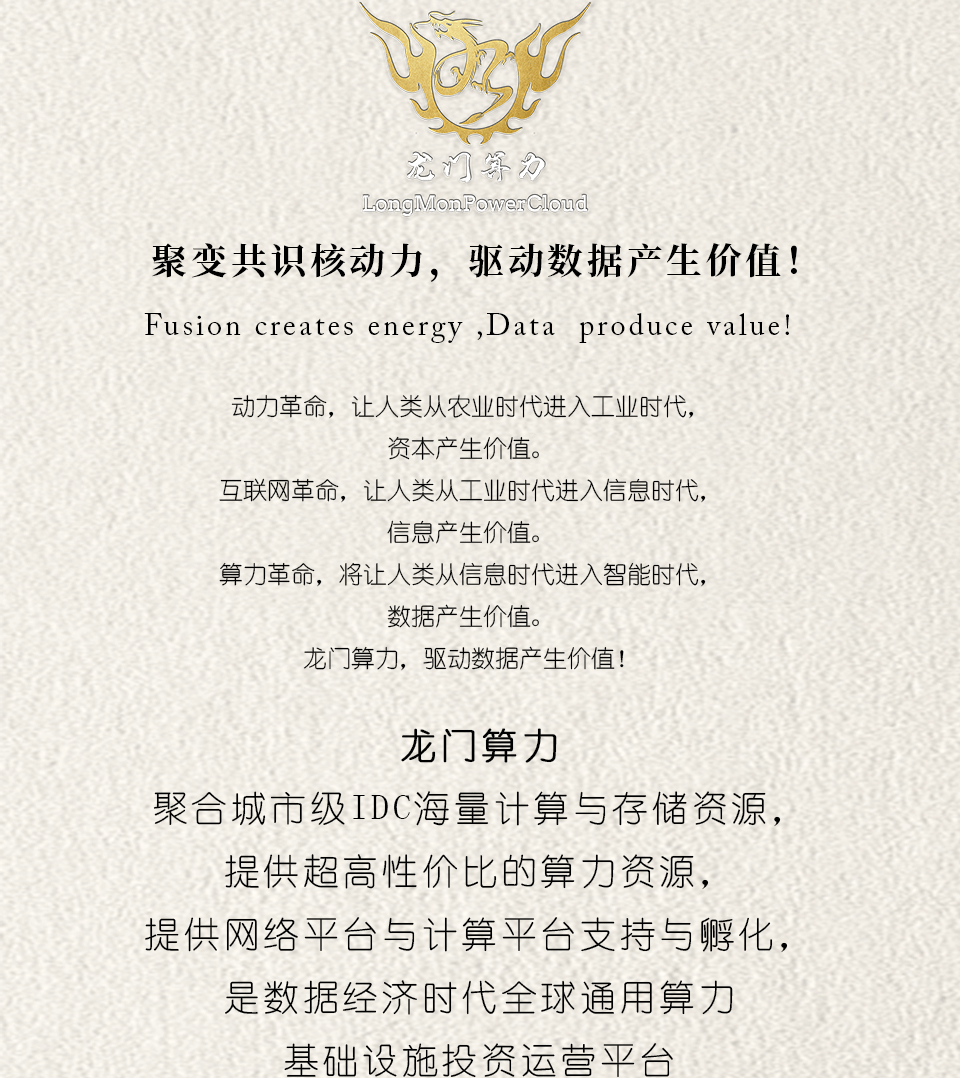 龙门算力
LongMonPowerCloud
聚变共识核动力，驱动数据产生价值！
Fusion creates energy ,Data produce value!
动力革命，让人类从农业时代进入工业时代，
资本产生价值。
互联网革命，让人类从工业时代进入信息时代，
信息产生价值。
算力革命，将让人类从信息时代进入智能时代，
数据产生价值。
龙门算力，驱动数据产生价值！
龙门算力
聚合城市级IDC海量计算与存储资源，
提供超高性价比的算力资源，
提供网络平台与计算平台支持与孵化，
是数据经济时代全球通用算力
基础设施投资运营平台